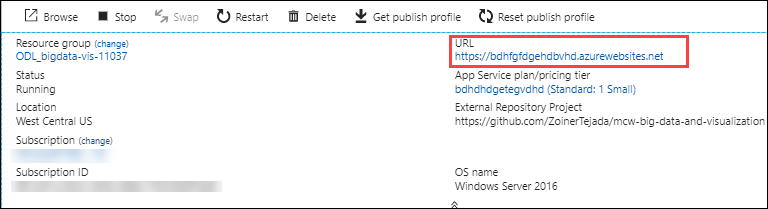 Browse Stop Swap Restart Delete Get publish profile Reset publish profile
Resource group (change)
ODL_bigdata-vis-11037
Status
Running
Location
West Central US
Subscription (change)
Subscription ID
URL
https://bdhfgfdgehdbvhd.azurewebsites.net
App Service plan/pricing tier
bdhdhdgetegvdhd (Standard: 1 Small)
External Repository Project
https://github.com/ZoinerTejada/mcw-big-data-and-visualization
OS name
Windows Server 2016